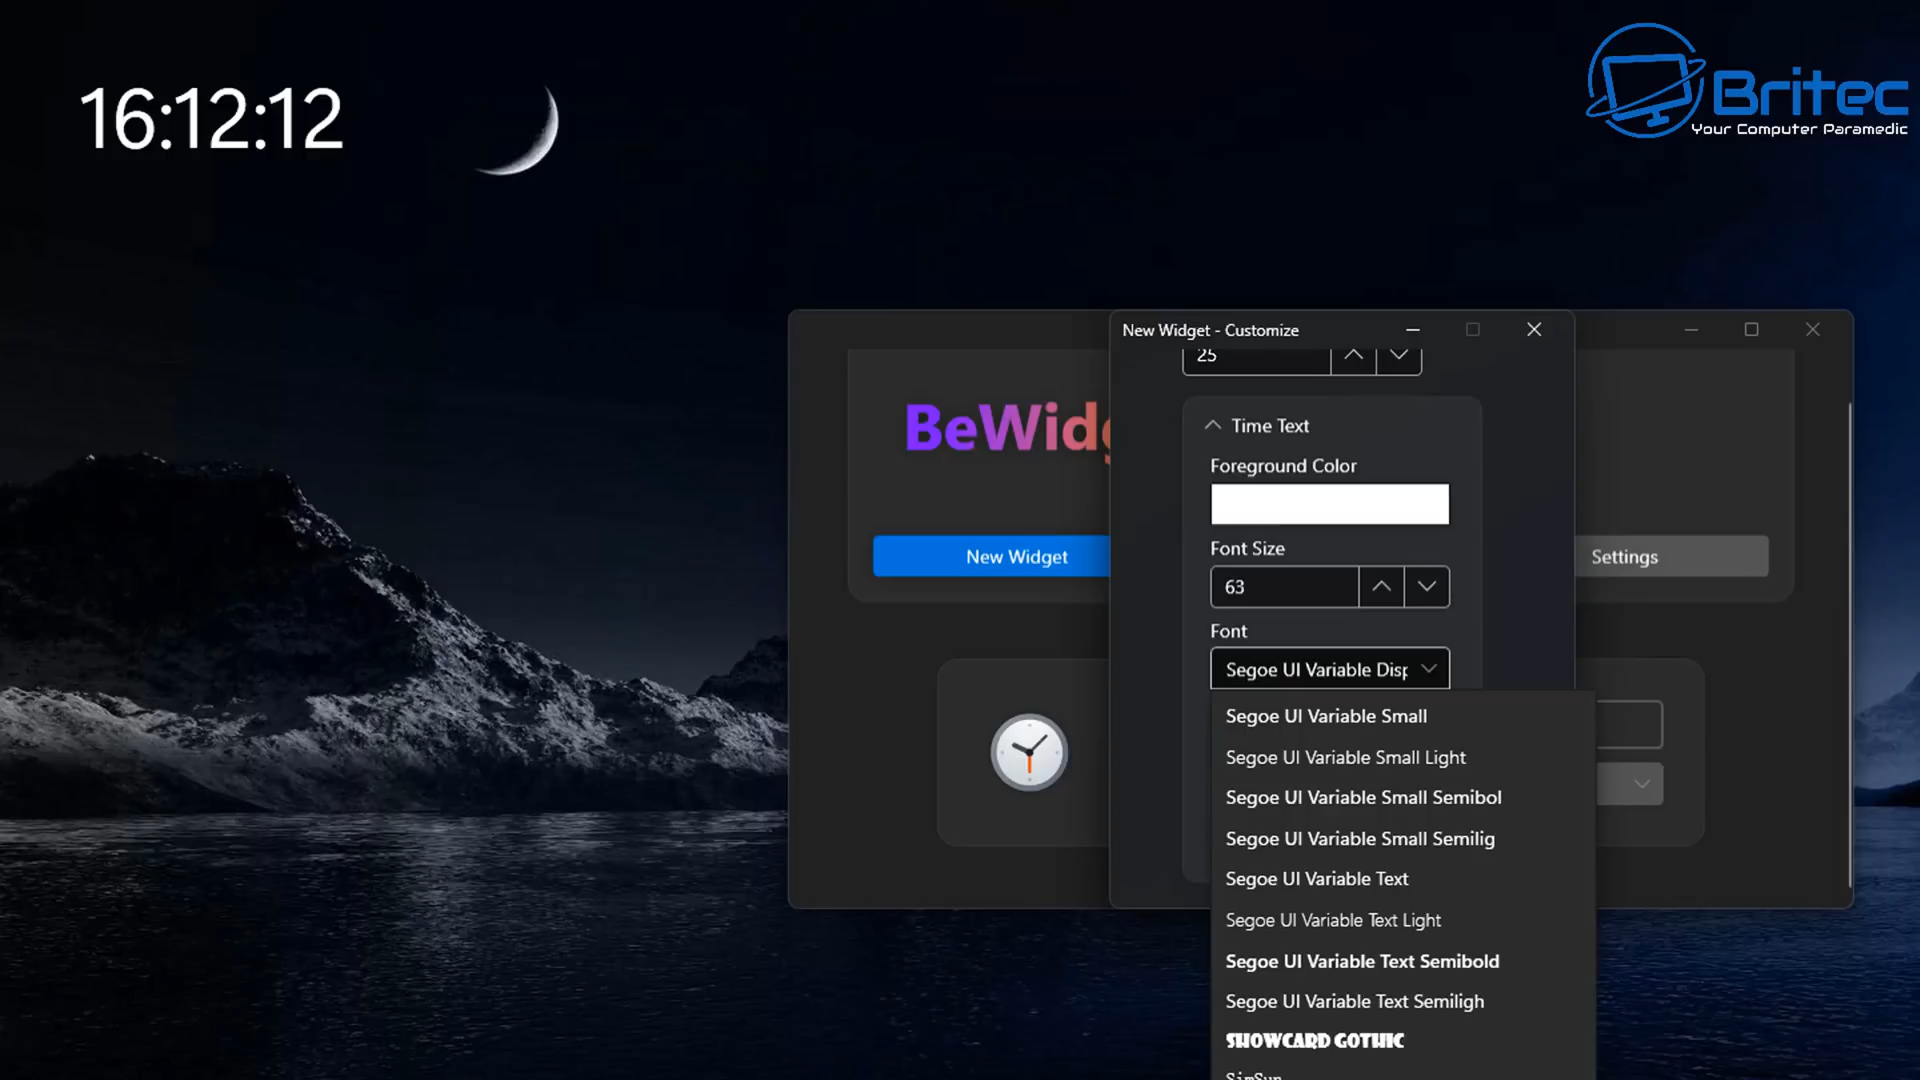 16:12:12
Britec
Your Computer Paramedic
New Widget - Customize
25
BeWidg
Time Text
Foreground Color
Font Size
New Widget
Settings
63
Font
Segoe UI Variable Disp
Segoe UI Variable Small
Segoe UI Variable Small Light
Segoe UI Variable Small Semibol
Segoe UI Variable Small Semilig
Segoe UI Variable Text
Segoe UI Variable Text Light
Segoe UI Variable Text Semibold
Segoe UI Variable Text Semiligh
SHOWCARD GOTHIC
SimSun